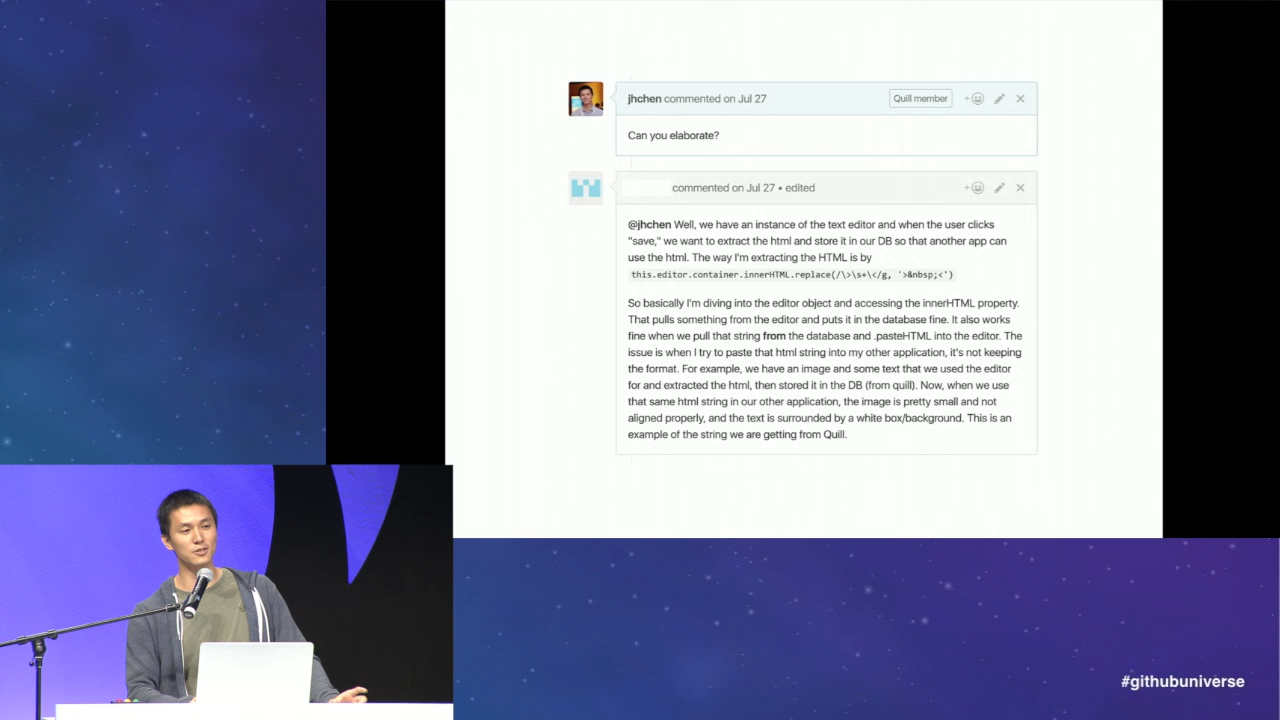 jhchen commented on Jul 27
Quill member
Can you elaborate?
commented on Jul 27 • edited
@jhchen Well, we have an instance of the text editor and when the user clicks
"save," we want to extract the html and store it in our DB so that another app can
use the html. The way I'm extracting the HTML is by
this.editor.container.innerHTML.replace(/\>\s+\</g, '>&nbsp;<')
So basically I'm diving into the editor object and accessing the innerHTML property.
That pulls something from the editor and puts it in the database fine. It also works
fine when we pull that string from the database and .pasteHTML into the editor. The
issue is when I try to paste that html string into my other application, it's not keeping
the format. For example, we have an image and some text that we used the editor
for and extracted the html, then stored it in the DB (from quill). Now, when we use
that same html string in our other application, the image is pretty small and not
aligned properly, and the text is surrounded by a white box/background. This is an
example of the string we are getting from Quill.
#githubuniverse